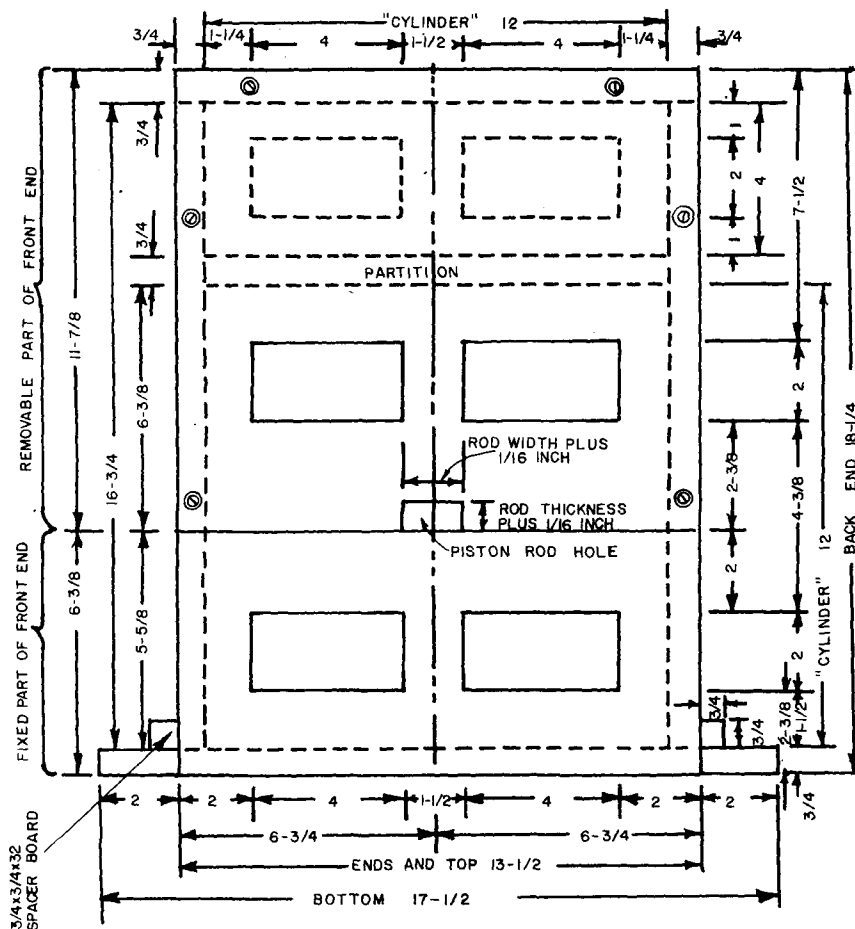 "CYLINDER" 12
3/4
1-1/4
4
1-1/2
4
1-1/4
3/4
REMOVABLE PART OF FRONT END
11-7/8
16-3/4
3/4
3/4
6-3/8
PARTITION
1
2
1
4
7-1/2
2
ROD WIDTH PLUS
1/16 INCH
ROD THICKNESS
PLUS 1/16 INCH
PISTON ROD HOLE
2-3/8
4-3/8
12
"CYLINDER"
BACK END 18-1/4
2
2
FIXED PART OF FRONT END
6-3/8
5-5/8
3/4
3/4
2-3/8
1-1/2
3/4
2
2
4
1-1/2
4
2
2
6-3/4
6-3/4
ENDS AND TOP 13-1/2
BOTTOM 17-1/2
3/4x3/4x32
SPACER BOARD